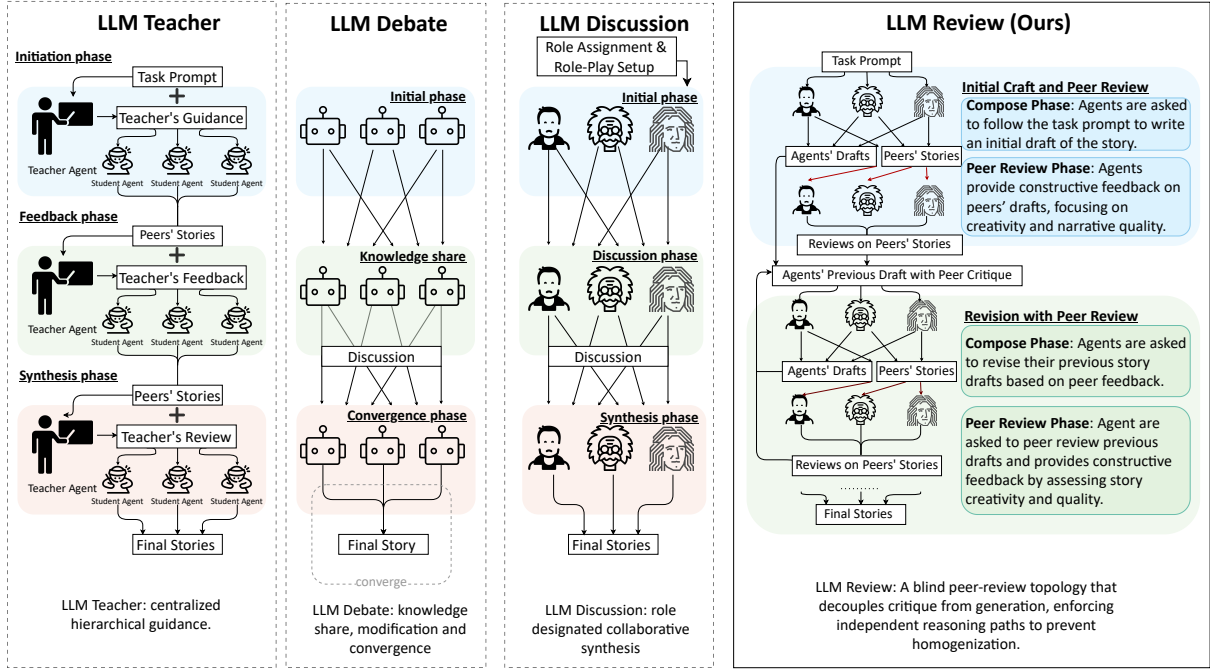 LLM Teacher
Initiation phase
Task Prompt
+
Teacher's Guidance
Teacher Agent
Student Agent
Student Agent
Student Agent
Feedback phase
Peers' Stories
+
Teacher's Feedback
Teacher Agent
Student Agent
Student Agent
Student Agent
Synthesis phase
Peers' Stories
+
Teacher's Review
Teacher Agent
Student Agent
Student Agent
Student Agent
Final Stories
LLM Teacher: centralized
hierarchical guidance.
LLM Debate
Initial phase
Knowledge share
Discussion
Convergence phase
Final Story
converge
LLM Debate: knowledge
share, modification and
convergence
LLM Discussion
Role Assignment &
Role-Play Setup
Initial phase
Discussion phase
Discussion
Synthesis phase
Final Stories
LLM Discussion: role
designated collaborative
synthesis
LLM Review (Ours)
Task Prompt
Agents' Drafts
Peers' Stories
Reviews on Peers' Stories
Agents' Previous Draft with Peer Critique
Agents' Drafts
Peers' Stories
Reviews on Peers' Stories
........
Final Stories
Initial Craft and Peer Review
Compose Phase: Agents are asked
to follow the task prompt to write
an initial draft of the story.
Peer Review Phase: Agents
provide constructive feedback on
peers' drafts, focusing on
creativity and narrative quality.
Revision with Peer Review
Compose Phase: Agents are asked
to revise their previous story
drafts based on peer feedback.
Peer Review Phase: Agent are
asked to peer review previous
drafts and provides constructive
feedback by assessing story
creativity and quality.
LLM Review: A blind peer-review topology that
decouples critique from generation, enforcing
independent reasoning paths to prevent
homogenization.